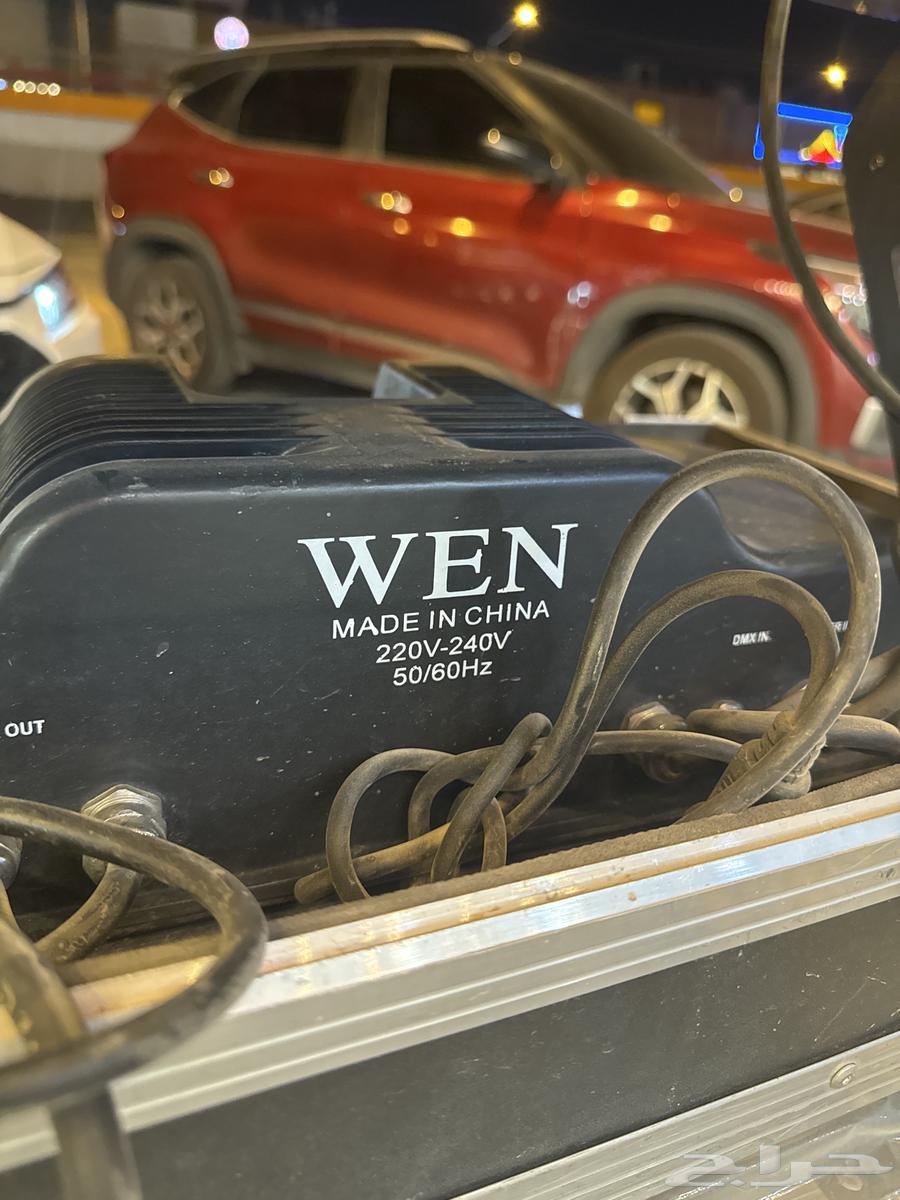 WEN
MADE IN CHINA
220V-240V
50/60Hz
DMX IN
OUT
حراج